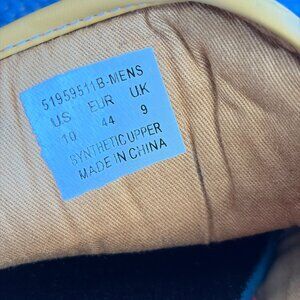 51959511B-MENS
US EUR UK
10 44 9
SYNTHETIC UPPER
MADE IN CHINA